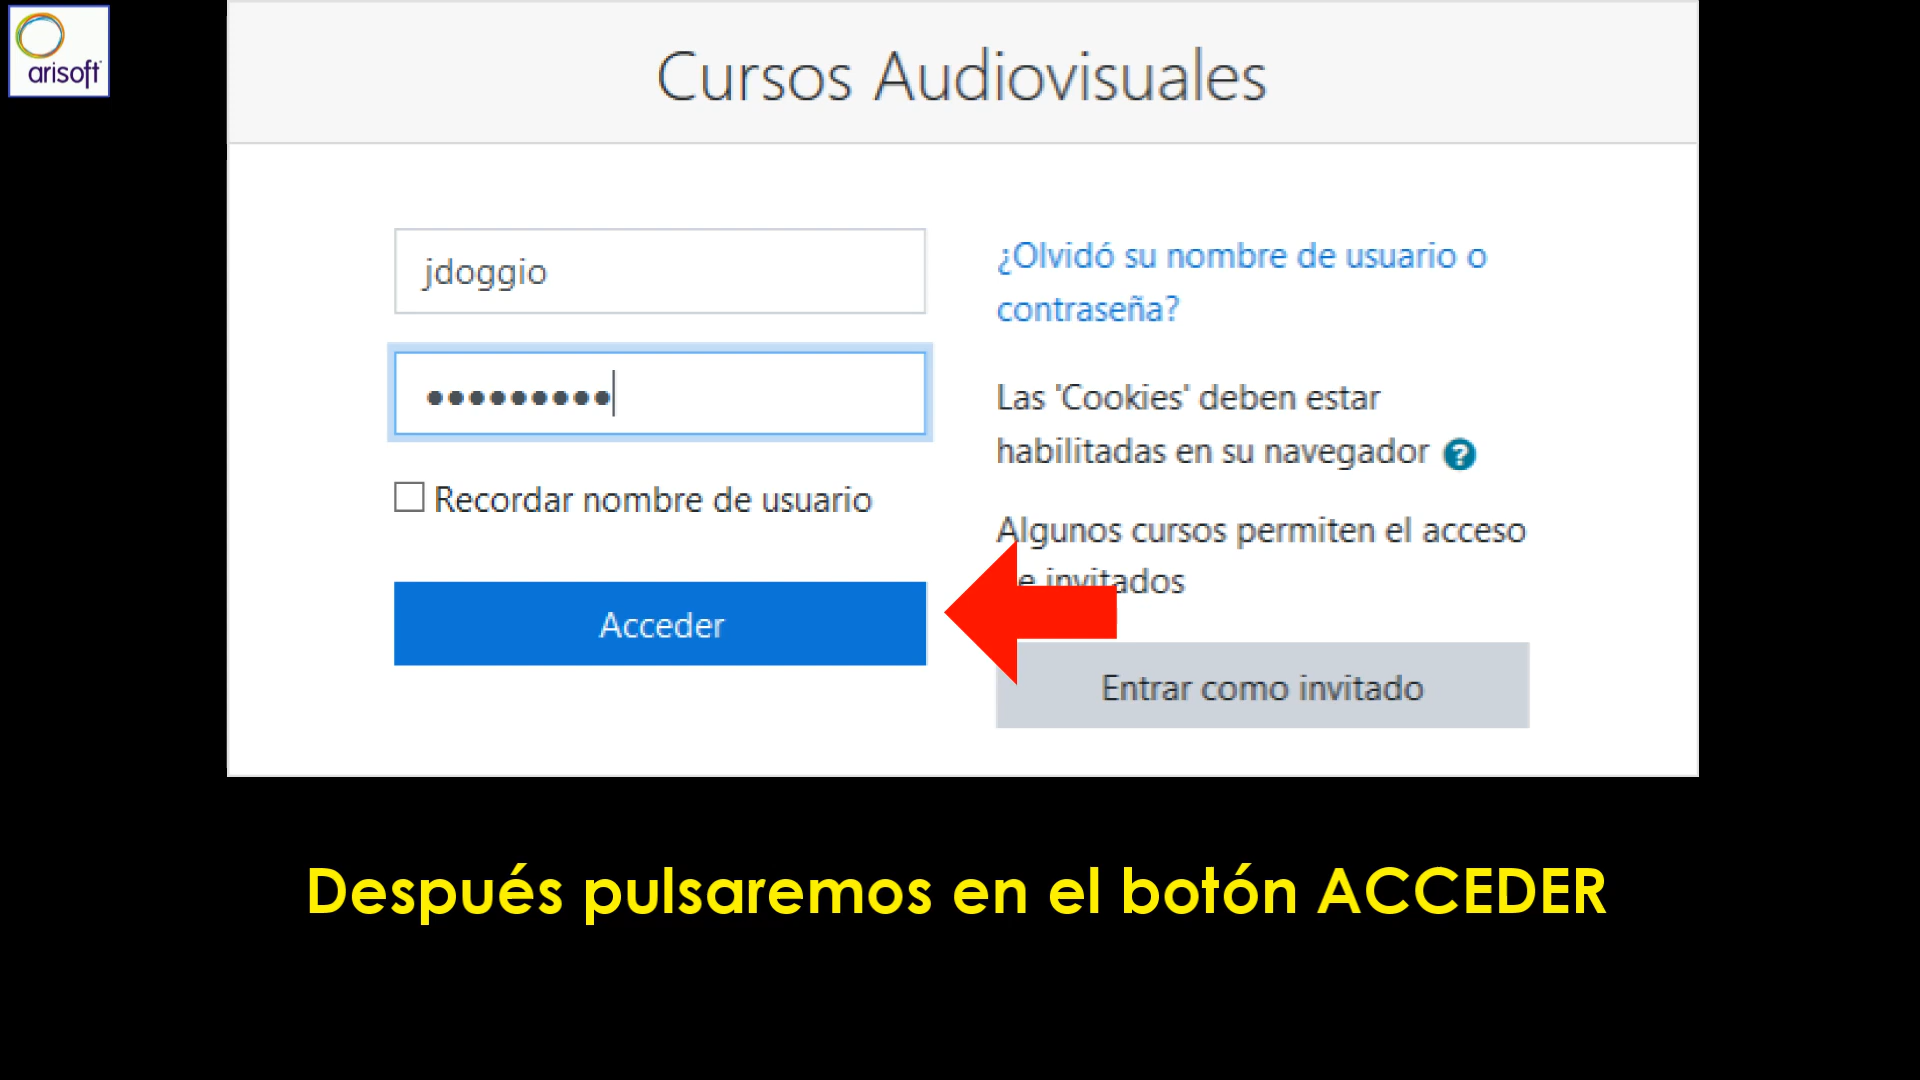 arisoft
Cursos Audiovisuales
jdoggio
¿Olvidó su nombre de usuario o
contraseña?
Las 'Cookies' deben estar
habilitadas en su navegador ?
Recordar nombre de usuario
Algunos cursos permiten el acceso
invitados
Acceder
Entrar como invitado
Después pulsaremos en el botón ACCEDER